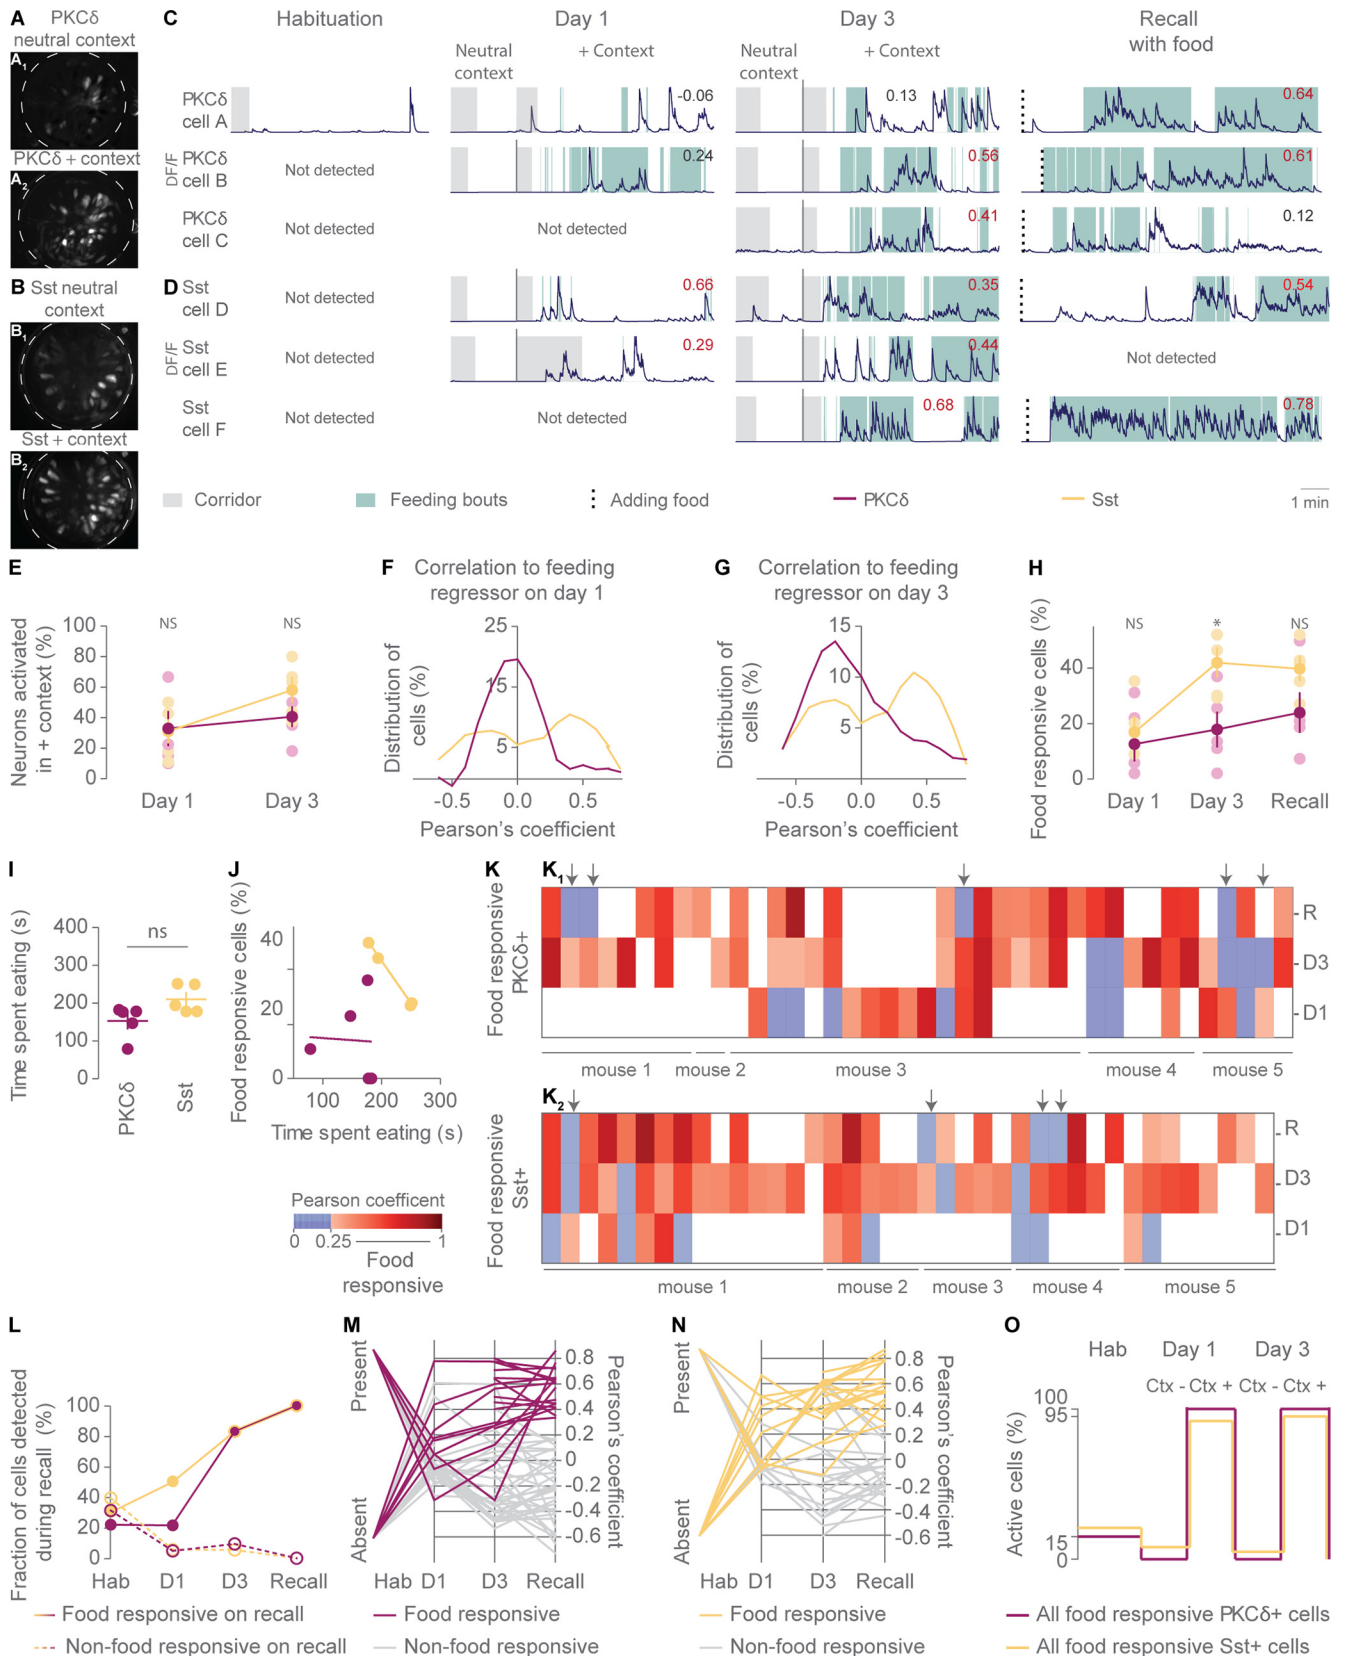 A
PKCδ
neutral context
A1
PKCδ + context
A2
B Sst neutral
context
B1
Sst + context
B2
C
Habituation
Day 1
Day 3
Recall
with food
Neutral
context
+ Context
Neutral
context
+ Context
PKCδ
cell A
-0.06
0.13
0.64
DF/F
PKCδ
cell B
Not detected
0.24
0.56
0.61
PKCδ
cell C
Not detected
Not detected
0.41
0.12
D
Sst
cell D
Not detected
0.66
0.35
0.54
DF/F
Sst
cell E
Not detected
0.29
0.44
Not detected
Sst
cell F
Not detected
Not detected
0.68
0.78
Corridor
Feeding bouts
Adding food
PKCδ
Sst
1 min
E
Neurons activated
in + context (%)
100
80
60
40
20
0
NS
NS
Day 1
Day 3
F
Correlation to feeding
regressor on day 1
Distribution of
cells (%)
25
15
5
-0.5
0.0
0.5
Pearson's coefficient
G
Correlation to feeding
regressor on day 3
Distribution of
cells (%)
15
10
5
-0.5
0.0
0.5
Pearson's coefficient
H
Food responsive cells (%)
40
20
0
NS
*
NS
Day 1
Day 3
Recall
I
Time spent eating (s)
400
300
200
100
0
ns
PKCδ
Sst
J
Food responsive cells (%)
40
20
0
100
200
300
Time spent eating (s)
Pearson coefficent
0
0.25
1
Food
responsive
K
K1
Food responsive
PKCδ+
R
D3
D1
mouse 1
mouse 2
mouse 3
mouse 4
mouse 5
K2
Food responsive
Sst+
R
D3
D1
mouse 1
mouse 2
mouse 3
mouse 4
mouse 5
L
Fraction of cells detected
during recall (%)
100
80
60
40
20
0
Hab
D1
D3
Recall
Food responsive on recall
Non-food responsive on recall
M
Present
Absent
0.8
0.6
0.4
0.2
0
-0.2
-0.4
-0.6
Pearson's coefficient
Hab
D1
D3
Recall
Food responsive
Non-food responsive
N
Present
Absent
0.8
0.6
0.4
0.2
0
-0.2
-0.4
-0.6
Pearson's coefficient
Hab
D1
D3
Recall
Food responsive
Non-food responsive
O
Hab
Day 1
Day 3
Ctx - Ctx + Ctx - Ctx +
Active cells (%)
100
95
15
0
All food responsive PKCδ+ cells
All food responsive Sst+ cells